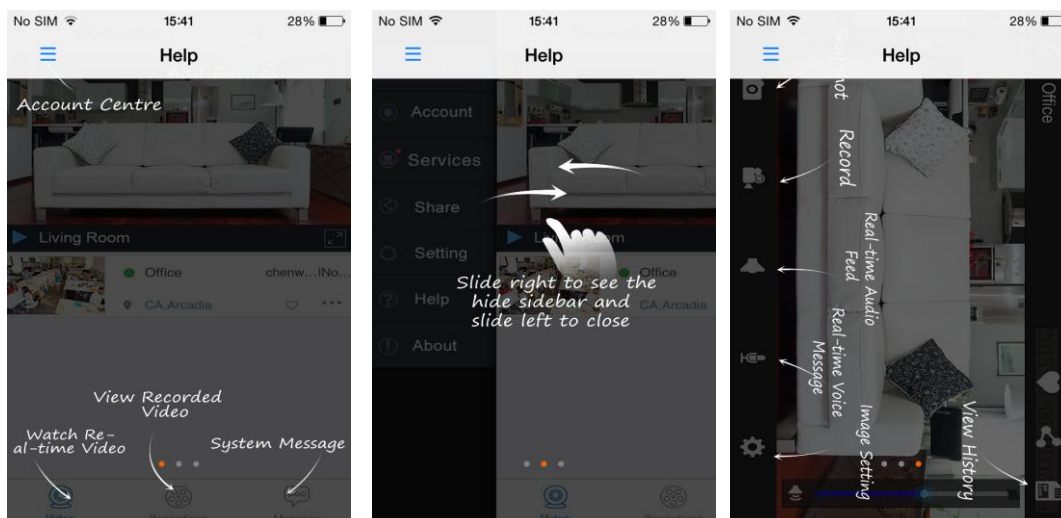 No SIM
15:41
28%
Help
Account Centre
Living Room
Office
chenw...lNo...
CA.Arcadia
View Recorded
Video
Watch Re-
al-time Video
System Message
No SIM
15:41
28%
Help
Account
Services
Share
Setting
Help
About
Office
CA.Arcadia
Slide right to see the
hide sidebar and
slide left to close
No SIM
15:41
28%
Help
Office
Record
Real-time Audio
Feed
Real-time Voice
Message
Image Setting
View History